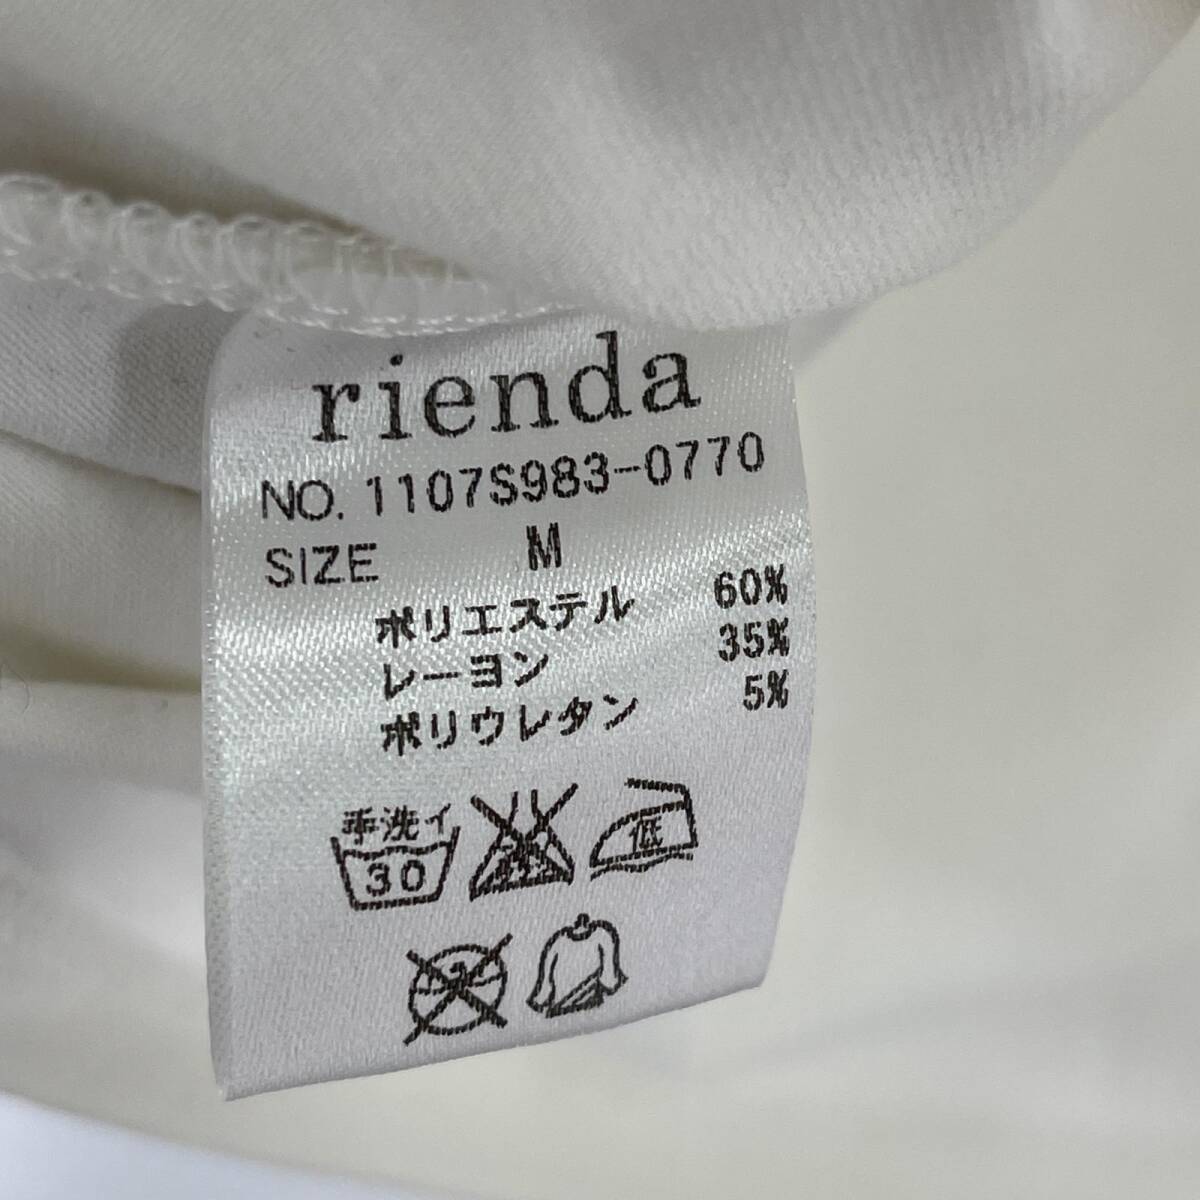 rienda
NO. 1107S983-0770
SIZE M
ポリエステル 60%
レーヨン 35%
ポリウレタン 5%
手洗イ
30
低